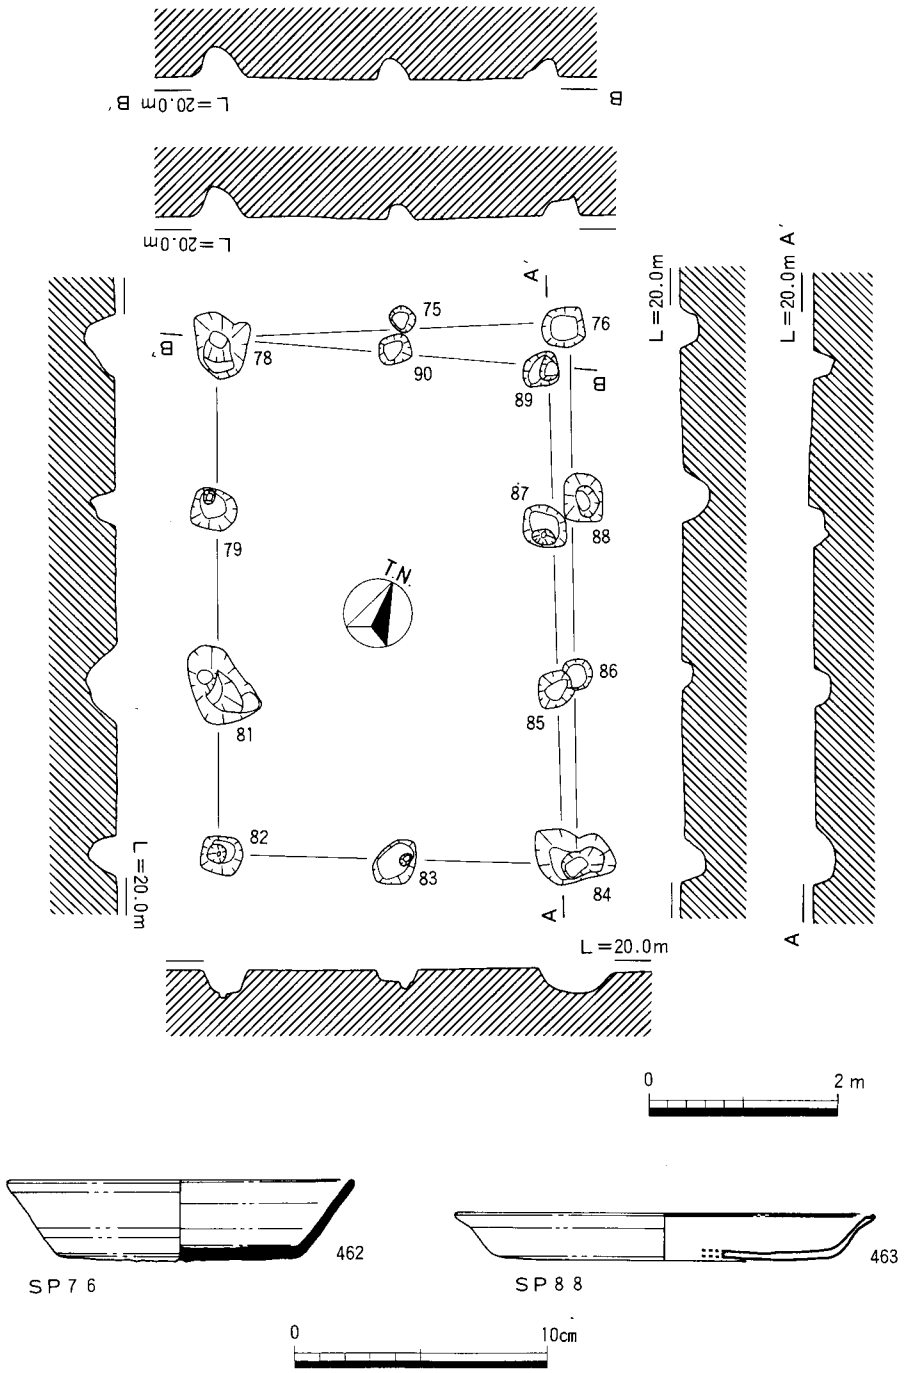 B' L=20.0m B
L=20.0m
A'
L=20.0m
L=20.0m A'
75
76
B'
78
90
89
B
87
79
88
T.N.
86
81
85
82
83
84
L=20.0m
A
A
L=20.0m
0 2m
462
463
SP76
SP88
0 10cm